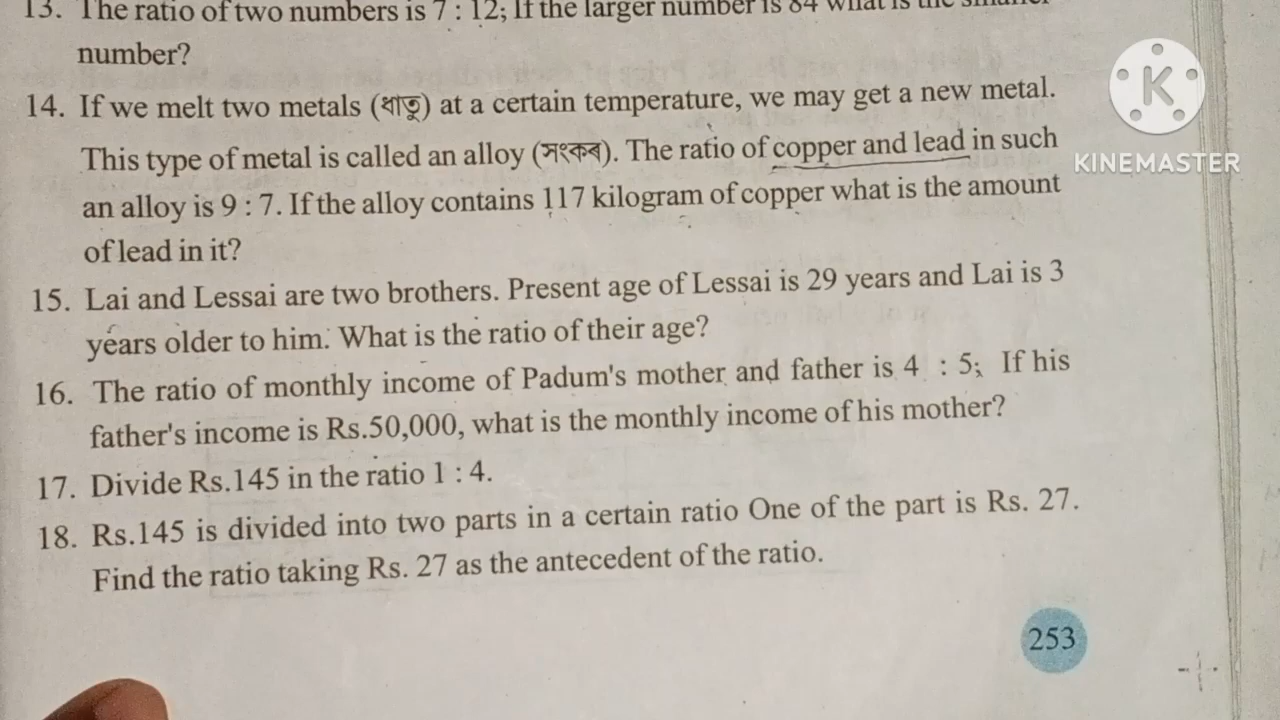 13. The ratio of two numbers is 7 : 12; If the larger number is 84 what is the smaller
number?
14. If we melt two metals (ধাতু) at a certain temperature, we may get a new metal.
This type of metal is called an alloy (সংকৰ). The ratio of copper and lead in such
an alloy is 9 : 7. If the alloy contains 117 kilogram of copper what is the amount
of lead in it?
15. Lai and Lessai are two brothers. Present age of Lessai is 29 years and Lai is 3
years older to him. What is the ratio of their age?
16. The ratio of monthly income of Padum's mother and father is 4 : 5; If his
father's income is Rs.50,000, what is the monthly income of his mother?
17. Divide Rs.145 in the ratio 1 : 4.
18. Rs.145 is divided into two parts in a certain ratio One of the part is Rs. 27.
Find the ratio taking Rs. 27 as the antecedent of the ratio.
253
K
KINEMASTER